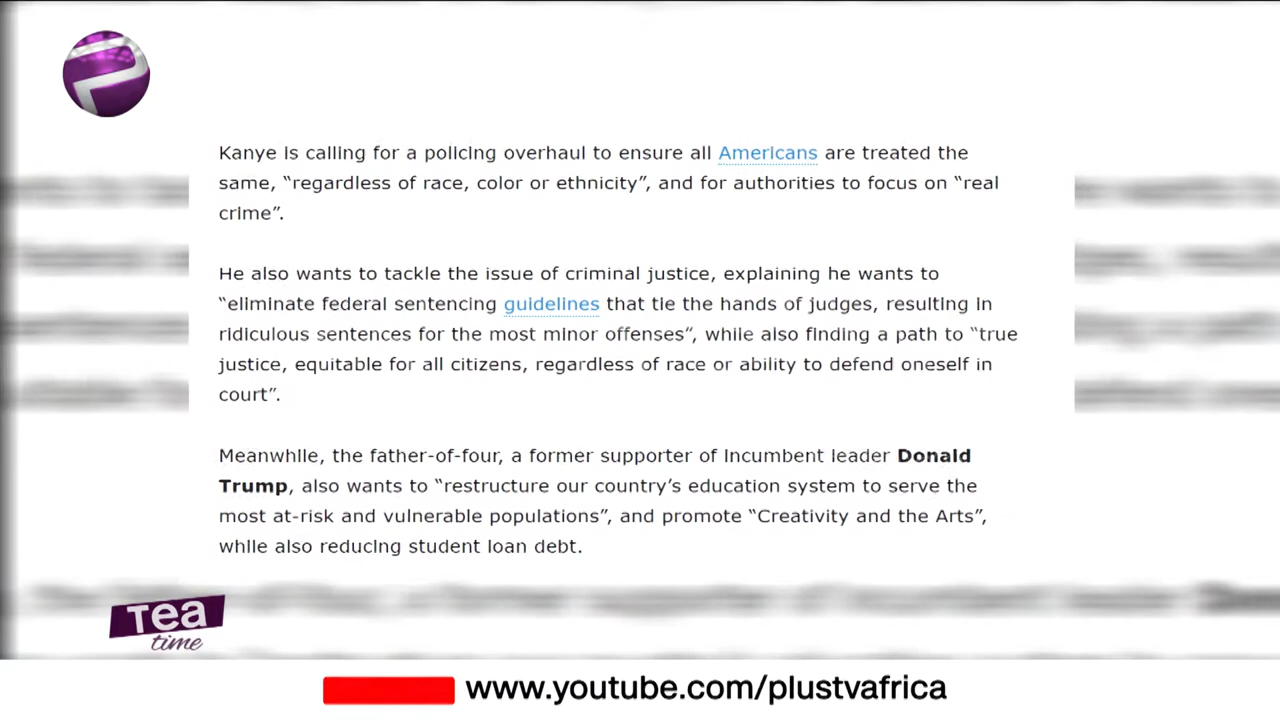 Kanye is calling for a policing overhaul to ensure all Americans are treated the
same, “regardless of race, color or ethnicity”, and for authorities to focus on “real
crime”.
He also wants to tackle the issue of criminal justice, explaining he wants to
“eliminate federal sentencing guidelines that tie the hands of judges, resulting in
ridiculous sentences for the most minor offenses”, while also finding a path to “true
justice, equitable for all citizens, regardless of race or ability to defend oneself in
court”.
Meanwhile, the father-of-four, a former supporter of incumbent leader Donald
Trump, also wants to “restructure our country’s education system to serve the
most at-risk and vulnerable populations”, and promote “Creativity and the Arts”,
while also reducing student loan debt.
Tea
time
www.youtube.com/plustvafrica